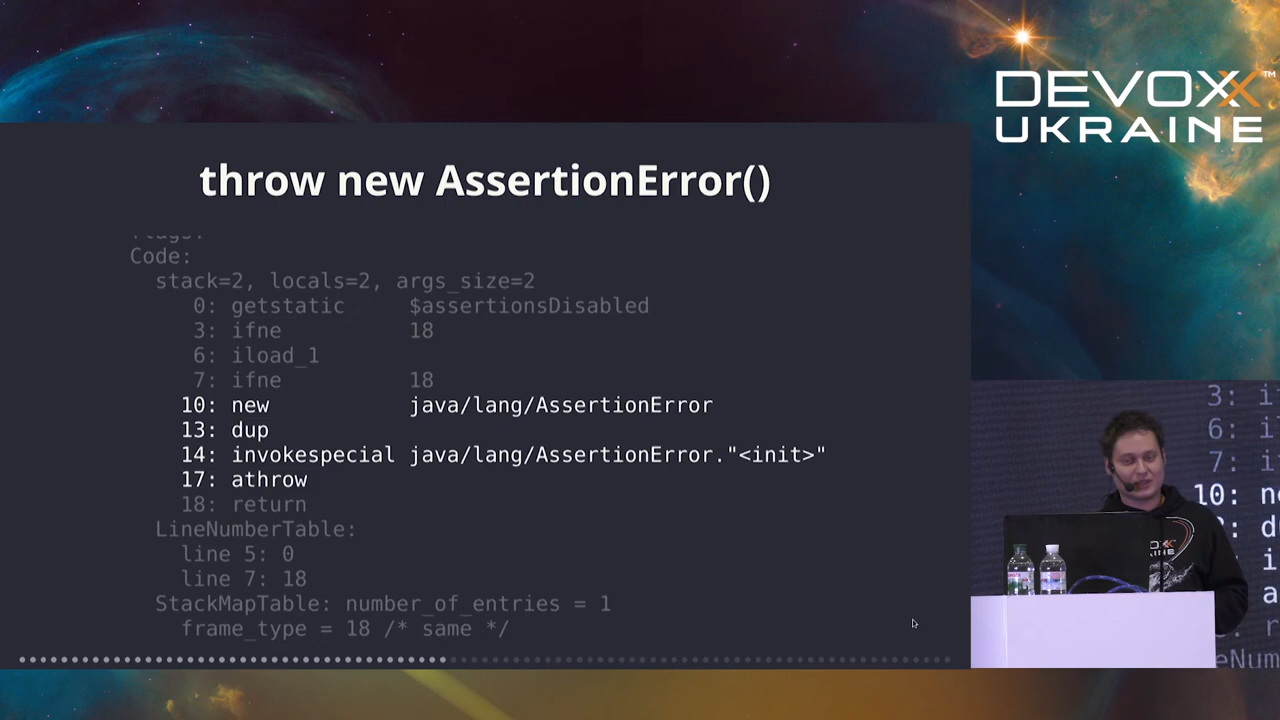 DEVOXX™
UKRAINE
throw new AssertionError()
flags:
Code:
stack=2, locals=2, args_size=2
0: getstatic $assertionsDisabled
3: ifne 18
6: iload_1
7: ifne 18
10: new java/lang/AssertionError
13: dup
14: invokespecial java/lang/AssertionError."<init>"
17: athrow
18: return
LineNumberTable:
line 5: 0
line 7: 18
StackMapTable: number_of_entries = 1
frame_type = 18 /* same */
3: i
6: i
7: i
10: n